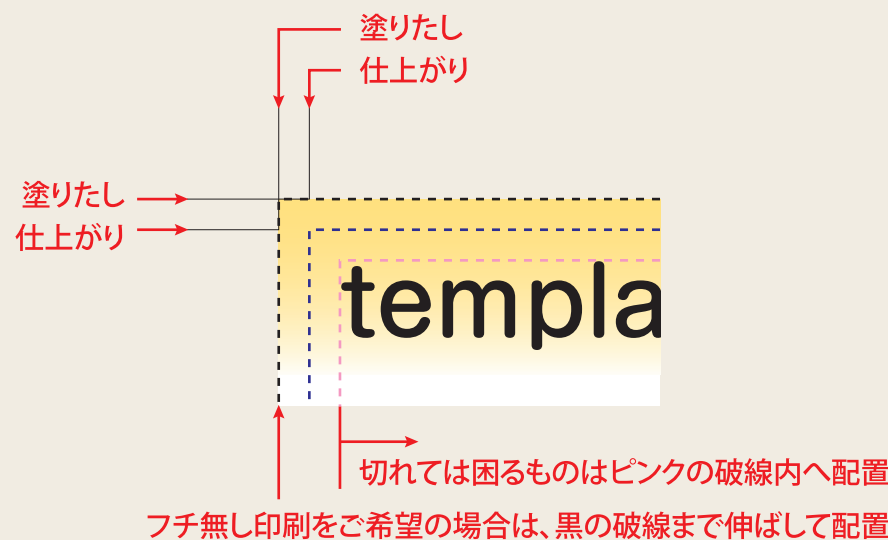 塗りたし
仕上がり
塗りたし
仕上がり
templa
切れては困るものはピンクの破線内へ配置
フチ無し印刷をご希望の場合は、黒の破線まで伸ばして配置